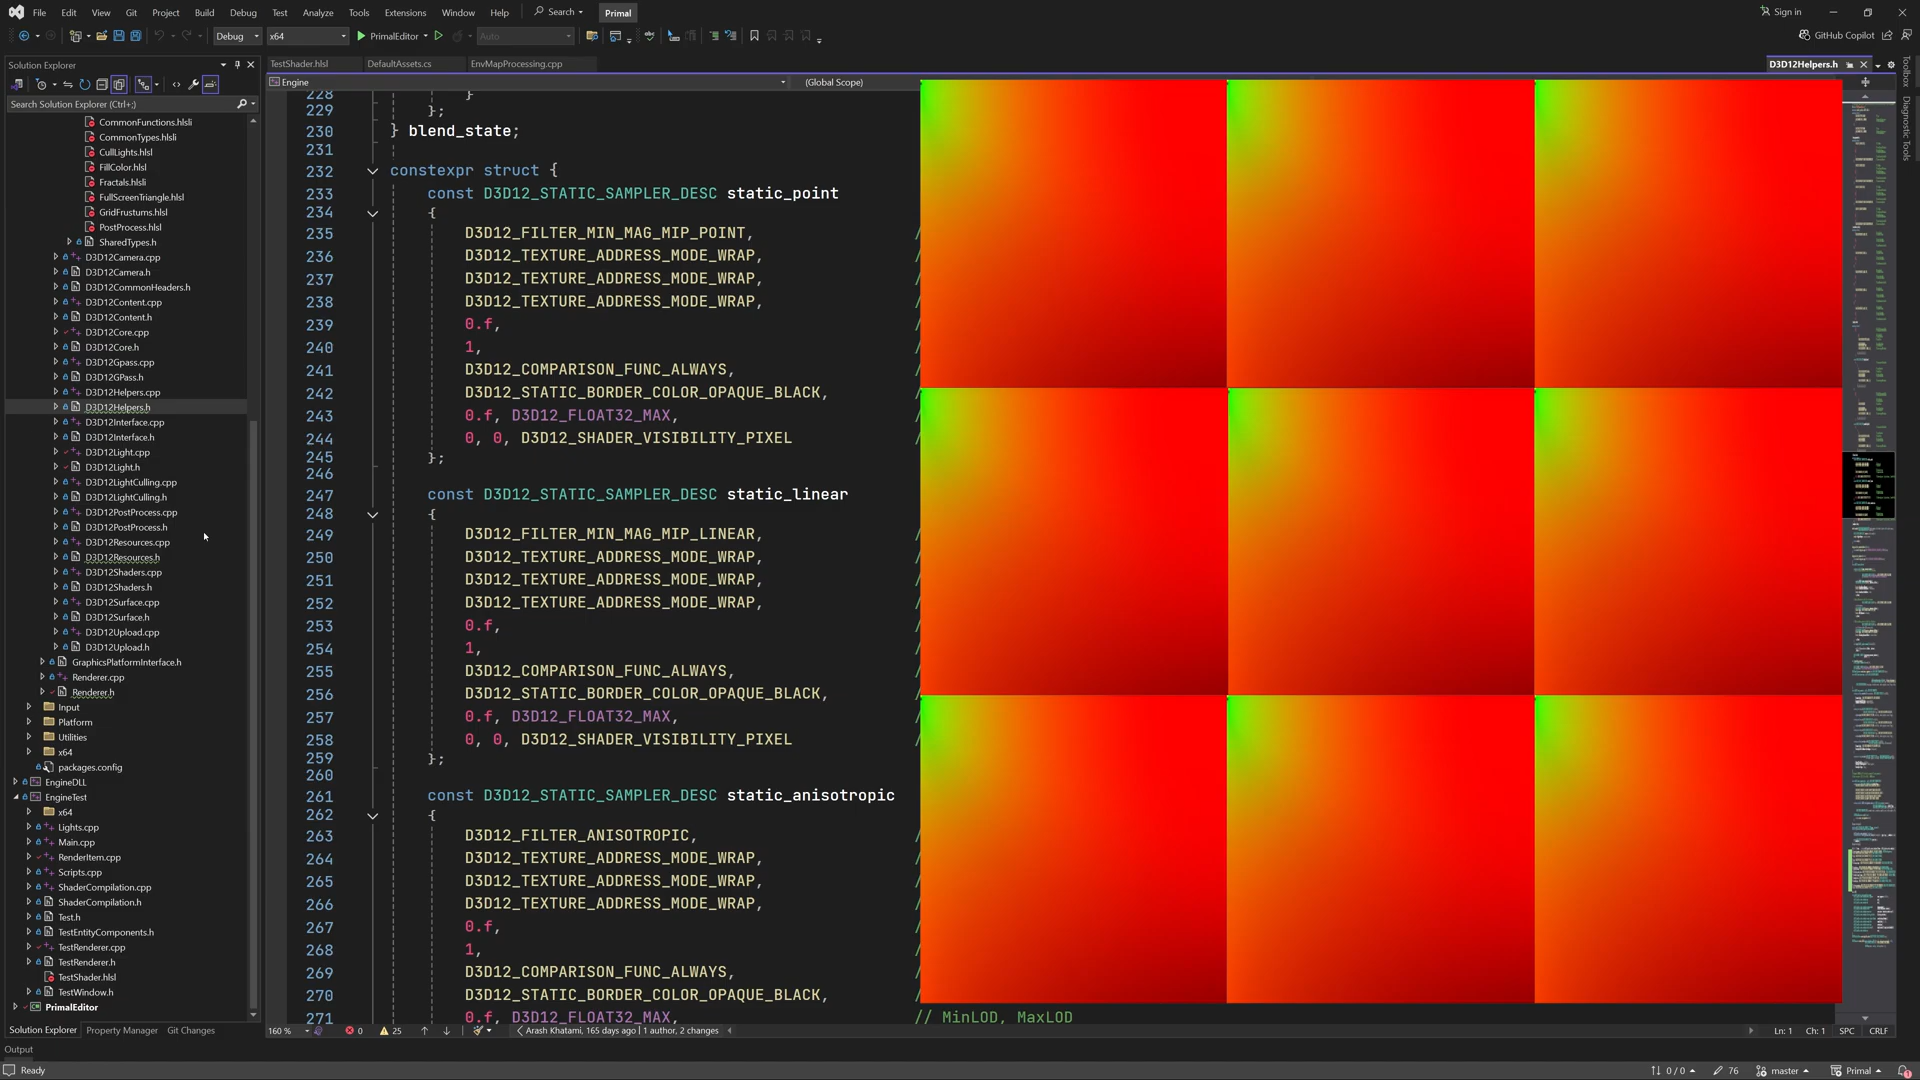 File Edit View Git Project Build Debug Test Analyze Tools Extensions Window Help Search Primal Sign in
Debug x64 PrimalEditor Auto GitHub Copilot
Solution Explorer
TestShader.hlsl DefaultAssets.cs EnvMapProcessing.cpp D3D12Helpers.h
Engine (Global Scope)
Search Solution Explorer (Ctrl+;)
CommonFunctions.hlsli
CommonTypes.hlsli
CullLights.hlsl
FillColor.hlsl
Fractals.hlsli
FullScreenTriangle.hlsl
GridFrustums.hlsl
PostProcess.hlsl
SharedTypes.h
D3D12Camera.cpp
D3D12Camera.h
D3D12CommonHeaders.h
D3D12Content.cpp
D3D12Content.h
D3D12Core.cpp
D3D12Core.h
D3D12Gpass.cpp
D3D12GPass.h
D3D12Helpers.cpp
D3D12Helpers.h
D3D12Interface.cpp
D3D12Interface.h
D3D12Light.cpp
D3D12Light.h
D3D12LightCulling.cpp
D3D12LightCulling.h
D3D12PostProcess.cpp
D3D12PostProcess.h
D3D12Resources.cpp
D3D12Resources.h
D3D12Shaders.cpp
D3D12Shaders.h
D3D12Surface.cpp
D3D12Surface.h
D3D12Upload.cpp
D3D12Upload.h
GraphicsPlatformInterface.h
Renderer.cpp
Renderer.h
Input
Platform
Utilities
x64
packages.config
EngineDLL
EngineTest
x64
Lights.cpp
Main.cpp
RenderItem.cpp
Scripts.cpp
ShaderCompilation.cpp
ShaderCompilation.h
Test.h
TestEntityComponents.h
TestRenderer.cpp
TestRenderer.h
TestShader.hlsl
TestWindow.h
PrimalEditor
Solution Explorer Property Manager Git Changes
228 }
229 };
230 } blend_state;
231
232 constexpr struct {
233 const D3D12_STATIC_SAMPLER_DESC static_point
234 {
235 D3D12_FILTER_MIN_MAG_MIP_POINT, /
236 D3D12_TEXTURE_ADDRESS_MODE_WRAP, /
237 D3D12_TEXTURE_ADDRESS_MODE_WRAP, /
238 D3D12_TEXTURE_ADDRESS_MODE_WRAP, /
239 0.f, /
240 1, /
241 D3D12_COMPARISON_FUNC_ALWAYS, /
242 D3D12_STATIC_BORDER_COLOR_OPAQUE_BLACK, /
243 0.f, D3D12_FLOAT32_MAX, /
244 0, 0, D3D12_SHADER_VISIBILITY_PIXEL /
245 };
246
247 const D3D12_STATIC_SAMPLER_DESC static_linear
248 {
249 D3D12_FILTER_MIN_MAG_MIP_LINEAR, /
250 D3D12_TEXTURE_ADDRESS_MODE_WRAP, /
251 D3D12_TEXTURE_ADDRESS_MODE_WRAP, /
252 D3D12_TEXTURE_ADDRESS_MODE_WRAP, /
253 0.f, /
254 1, /
255 D3D12_COMPARISON_FUNC_ALWAYS, /
256 D3D12_STATIC_BORDER_COLOR_OPAQUE_BLACK, /
257 0.f, D3D12_FLOAT32_MAX, /
258 0, 0, D3D12_SHADER_VISIBILITY_PIXEL /
259 };
260
261 const D3D12_STATIC_SAMPLER_DESC static_anisotropic
262 {
263 D3D12_FILTER_ANISOTROPIC, /
264 D3D12_TEXTURE_ADDRESS_MODE_WRAP, /
265 D3D12_TEXTURE_ADDRESS_MODE_WRAP, /
266 D3D12_TEXTURE_ADDRESS_MODE_WRAP, /
267 0.f, /
268 1, /
269 D3D12_COMPARISON_FUNC_ALWAYS, /
270 D3D12_STATIC_BORDER_COLOR_OPAQUE_BLACK, /
271 0.f, D3D12_FLOAT32_MAX, // MinLOD, MaxLOD
Toolbox
Diagnostic Tools
160 % 0 25 Arash Khatami, 165 days ago | 1 author, 2 changes Ln: 1 Ch: 1 SPC CRLF
Output
Ready 0 / 0 76 master Primal